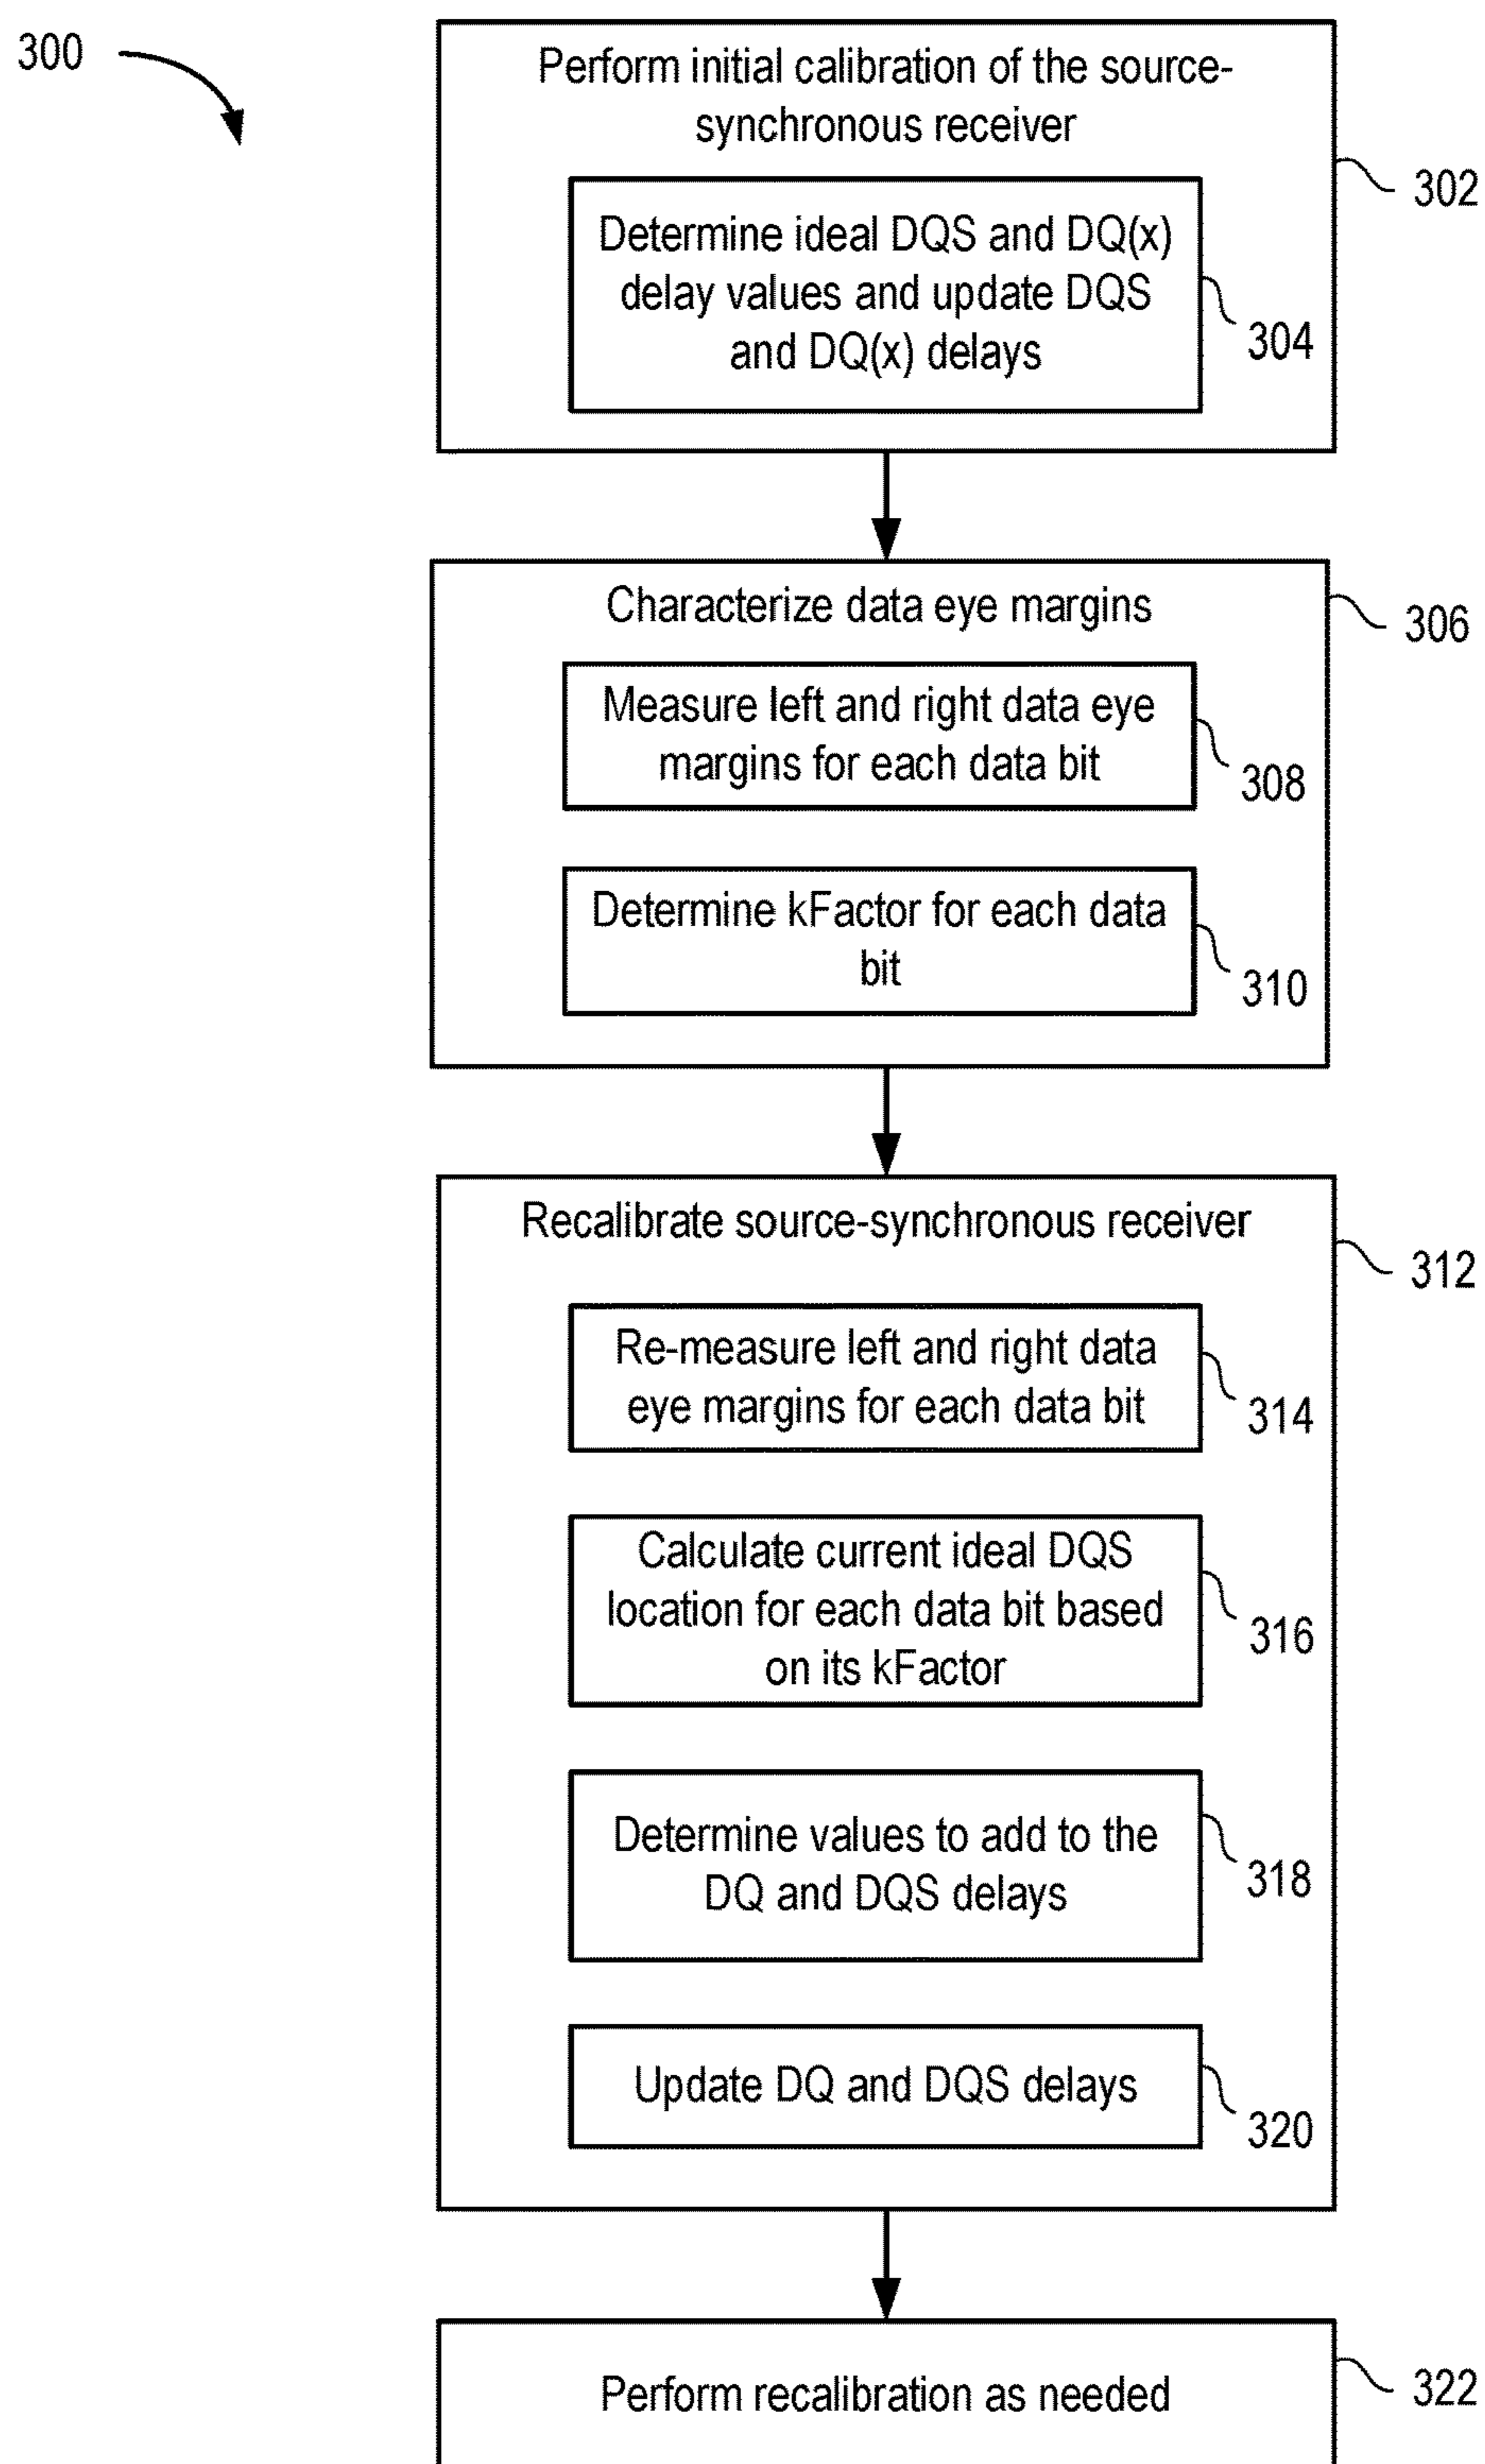 300
Perform initial calibration of the source-
synchronous receiver
302
Determine ideal DQS and DQ(x)
delay values and update DQS
and DQ(x) delays
304
Characterize data eye margins
306
Measure left and right data eye
margins for each data bit
308
Determine kFactor for each data
bit
310
Recalibrate source-synchronous receiver
312
Re-measure left and right data
eye margins for each data bit
314
Calculate current ideal DQS
location for each data bit based
on its kFactor
316
Determine values to add to the
DQ and DQS delays
318
Update DQ and DQS delays
320
Perform recalibration as needed
322